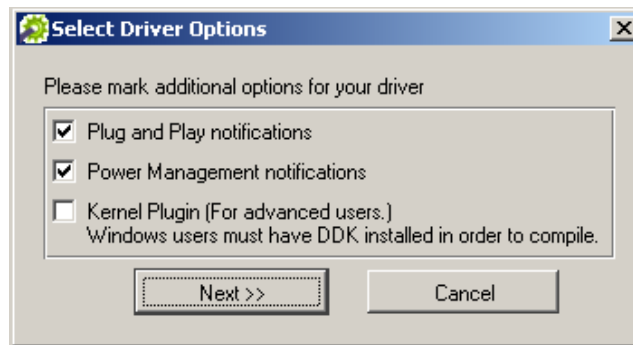 Select Driver Options
Please mark additional options for your driver
Plug and Play notifications
Power Management notifications
Kernel Plugin (For advanced users.)
Windows users must have DDK installed in order to compile.
Next >>
Cancel